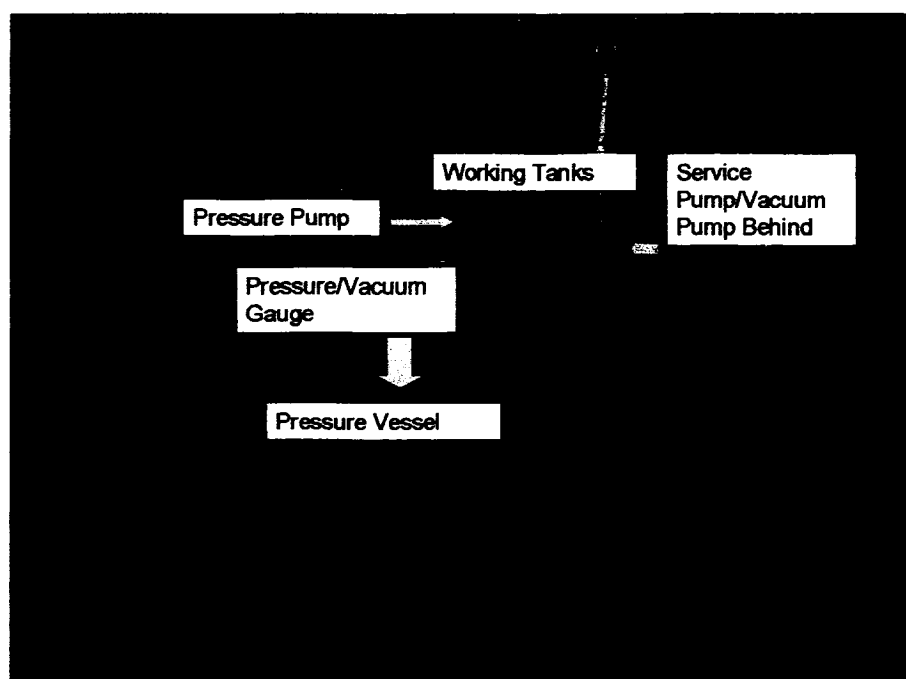 Working Tanks
Service
Pump/Vacuum
Pump Behind
Pressure Pump
Pressure/Vacuum
Gauge
Pressure Vessel